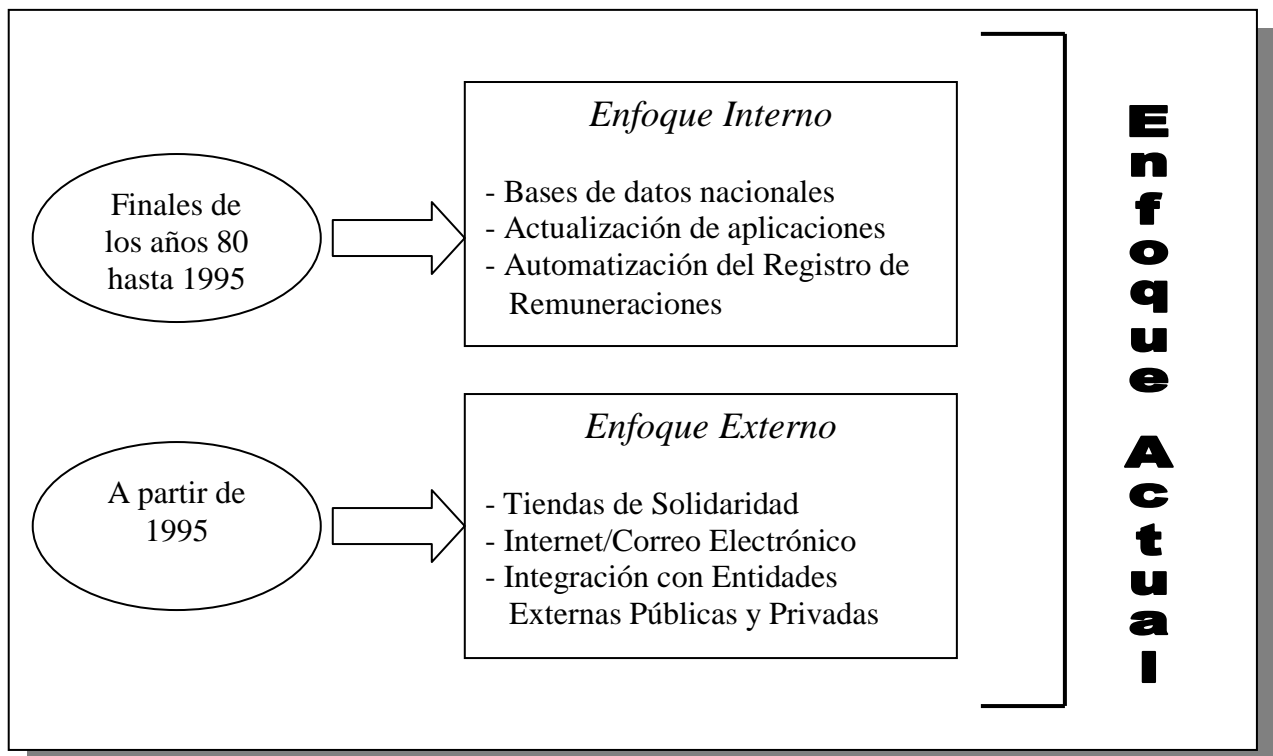 Finales de
los años 80
hasta 1995
Enfoque Interno
- Bases de datos nacionales
- Actualización de aplicaciones
- Automatización del Registro de
Remuneraciones
A partir de
1995
Enfoque Externo
- Tiendas de Solidaridad
- Internet/Correo Electrónico
- Integración con Entidades
Externas Públicas y Privadas
Enfoque Actual